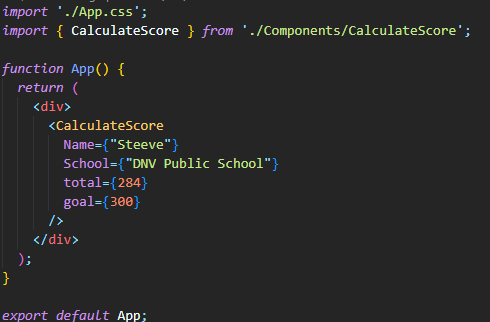 import './App.css';
import { CalculateScore } from './Components/CalculateScore';
function App() {
return (
<div>
<CalculateScore
Name={"Steeve"}
School={"DNV Public School"}
total={284}
goal={300}
/>
</div>
);
}
export default App;